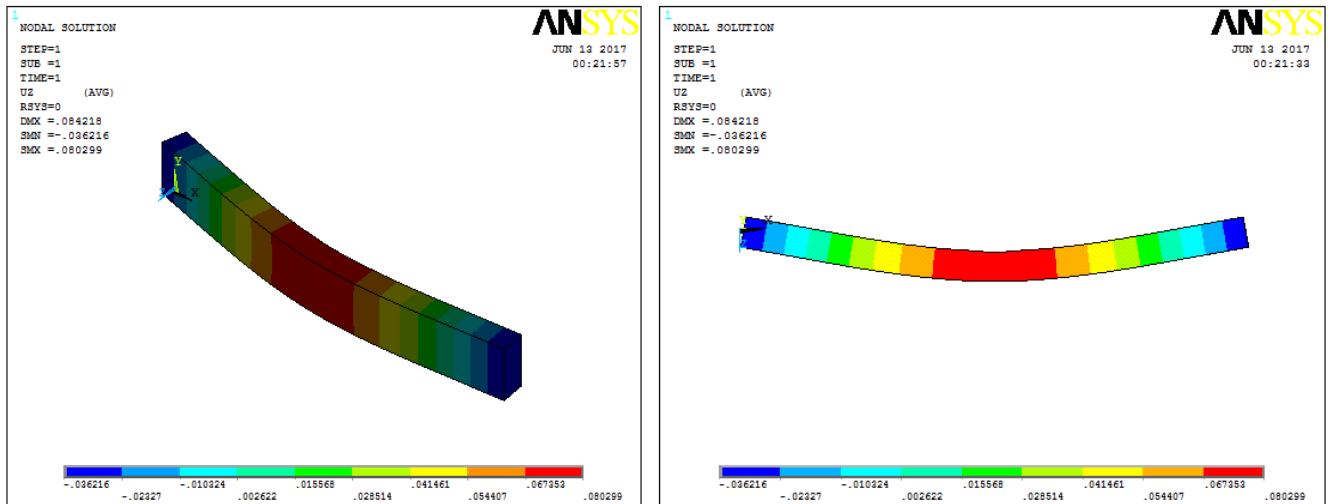 1
ANSYS
NODAL SOLUTION
JUN 13 2017
00:21:57
STEP=1
SUB =1
TIME=1
UZ (AVG)
RSYS=0
DMX =.084218
SMN =-.036216
SMX =.080299
Y
X
Z
-.036216 -.010324 .015568 .041461 .067353
-.02327 .002622 .028514 .054407 .080299
1
ANSYS
NODAL SOLUTION
JUN 13 2017
00:21:33
STEP=1
SUB =1
TIME=1
UZ (AVG)
RSYS=0
DMX =.084218
SMN =-.036216
SMX =.080299
Y
X
Z
-.036216 -.010324 .015568 .041461 .067353
-.02327 .002622 .028514 .054407 .080299